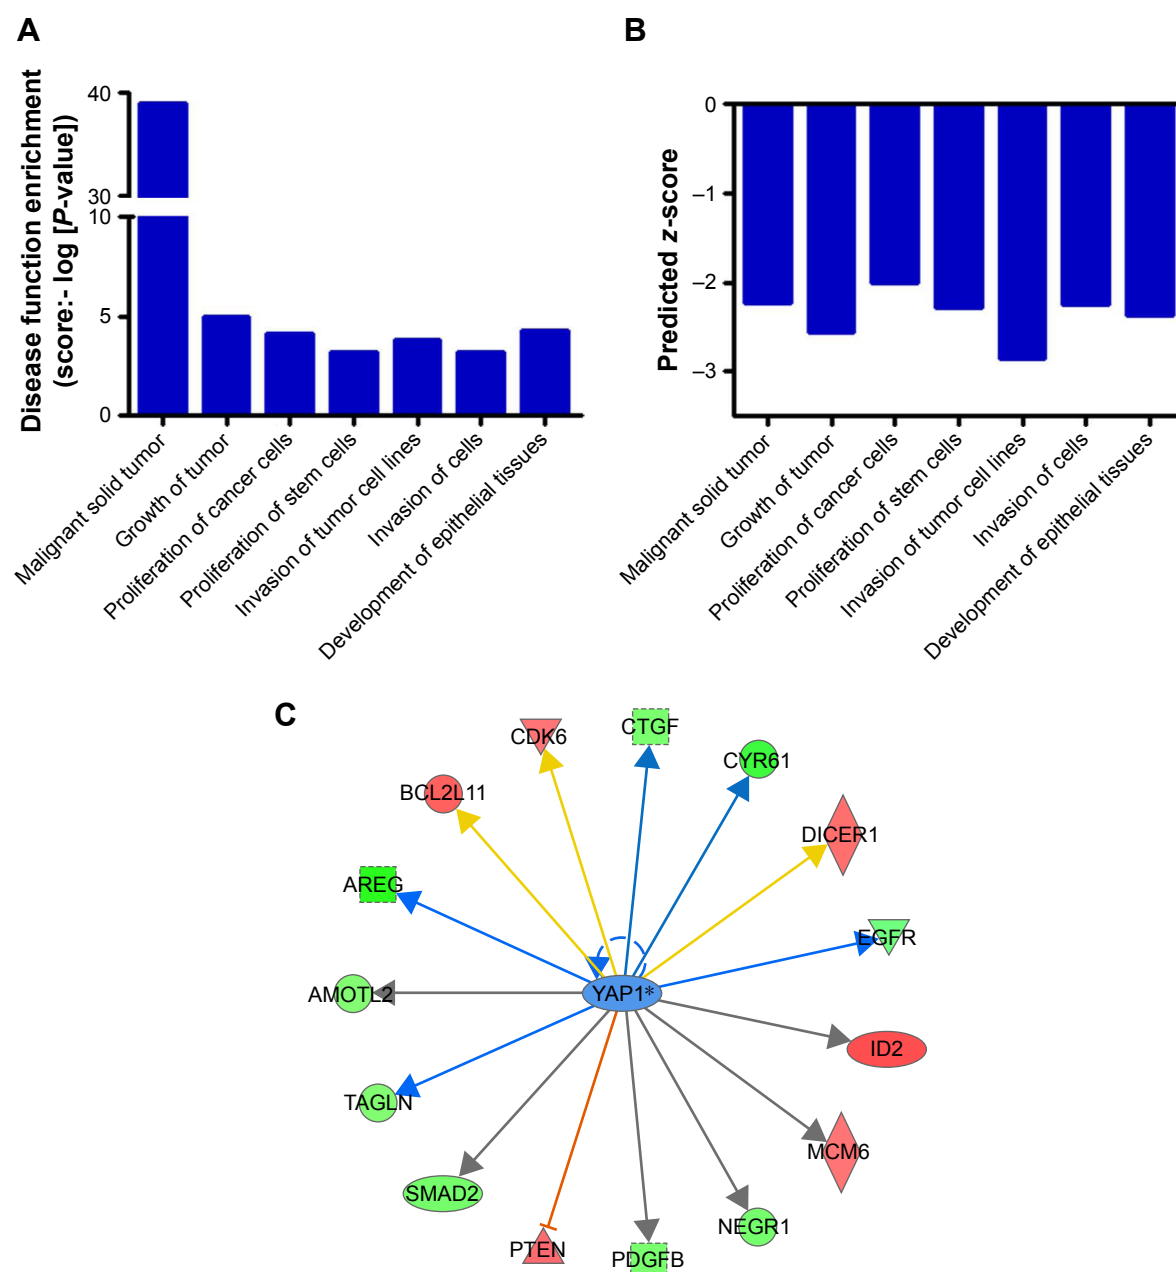 A
Disease function enrichment
(score:- log [P-value])
40
30
10
5
0
Malignant solid tumor
Growth of tumor
Proliferation of cancer cells
Proliferation of stem cells
Invasion of tumor cell lines
Invasion of cells
Development of epithelial tissues
B
Predicted z-score
0
–1
–2
–3
Malignant solid tumor
Growth of tumor
Proliferation of cancer cells
Proliferation of stem cells
Invasion of tumor cell lines
Invasion of cells
Development of epithelial tissues
C
CTGF
CDK6
CYR61
BCL2L11
DICER1
AREG
EGFR
YAP1*
AMOTL2
ID2
TAGLN
MCM6
SMAD2
NEGR1
PTEN
PDGFB